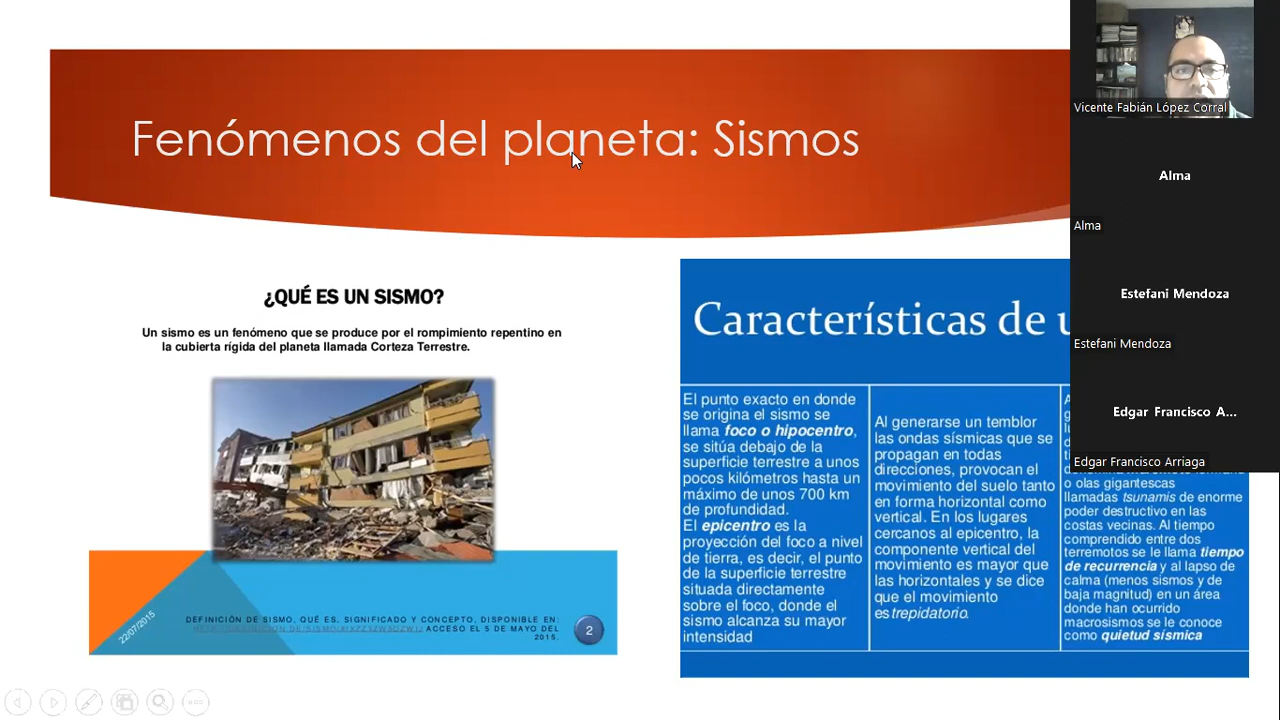 Fenómenos del planeta: Sismos
¿QUÉ ES UN SISMO?
Un sismo es un fenómeno que se produce por el rompimiento repentino en
la cubierta rígida del planeta llamada Corteza Terrestre.
22/07/2015
DEFINICIÓN DE SISMO, QUÉ ES, SIGNIFICADO Y CONCEPTO, DISPONIBLE EN:
ACCESO EL 5 DE MAYO DEL
2015.
2
Características de
El punto exacto en donde
se origina el sismo se
llama foco o hipocentro,
se sitúa debajo de la
superficie terrestre a unos
pocos kilómetros hasta un
máximo de unos 700 km
de profundidad.
El epicentro es la
proyección del foco a nivel
de tierra, es decir, el punto
de la superficie terrestre
situada directamente
sobre el foco, donde el
sismo alcanza su mayor
intensidad
Al generarse un temblor
las ondas sísmicas que se
propagan en todas
direcciones, provocan el
movimiento del suelo tanto
en forma horizontal como
vertical. En los lugares
cercanos al epicentro, la
componente vertical del
movimiento es mayor que
las horizontales y se dice
que el movimiento
es trepidatorio.
o olas gigantescas
llamadas tsunamis de enorme
poder destructivo en las
costas vecinas. Al tiempo
comprendido entre dos
terremotos se le llama tiempo
de recurrencia y al lapso de
calma (menos sismos y de
baja magnitud) en un área
donde han ocurrido
macrosismos se le conoce
como quietud sísmica
Vicente Fabián López Corral
Alma
Alma
Estefani Mendoza
Estefani Mendoza
Edgar Francisco A...
Edgar Francisco Arriaga